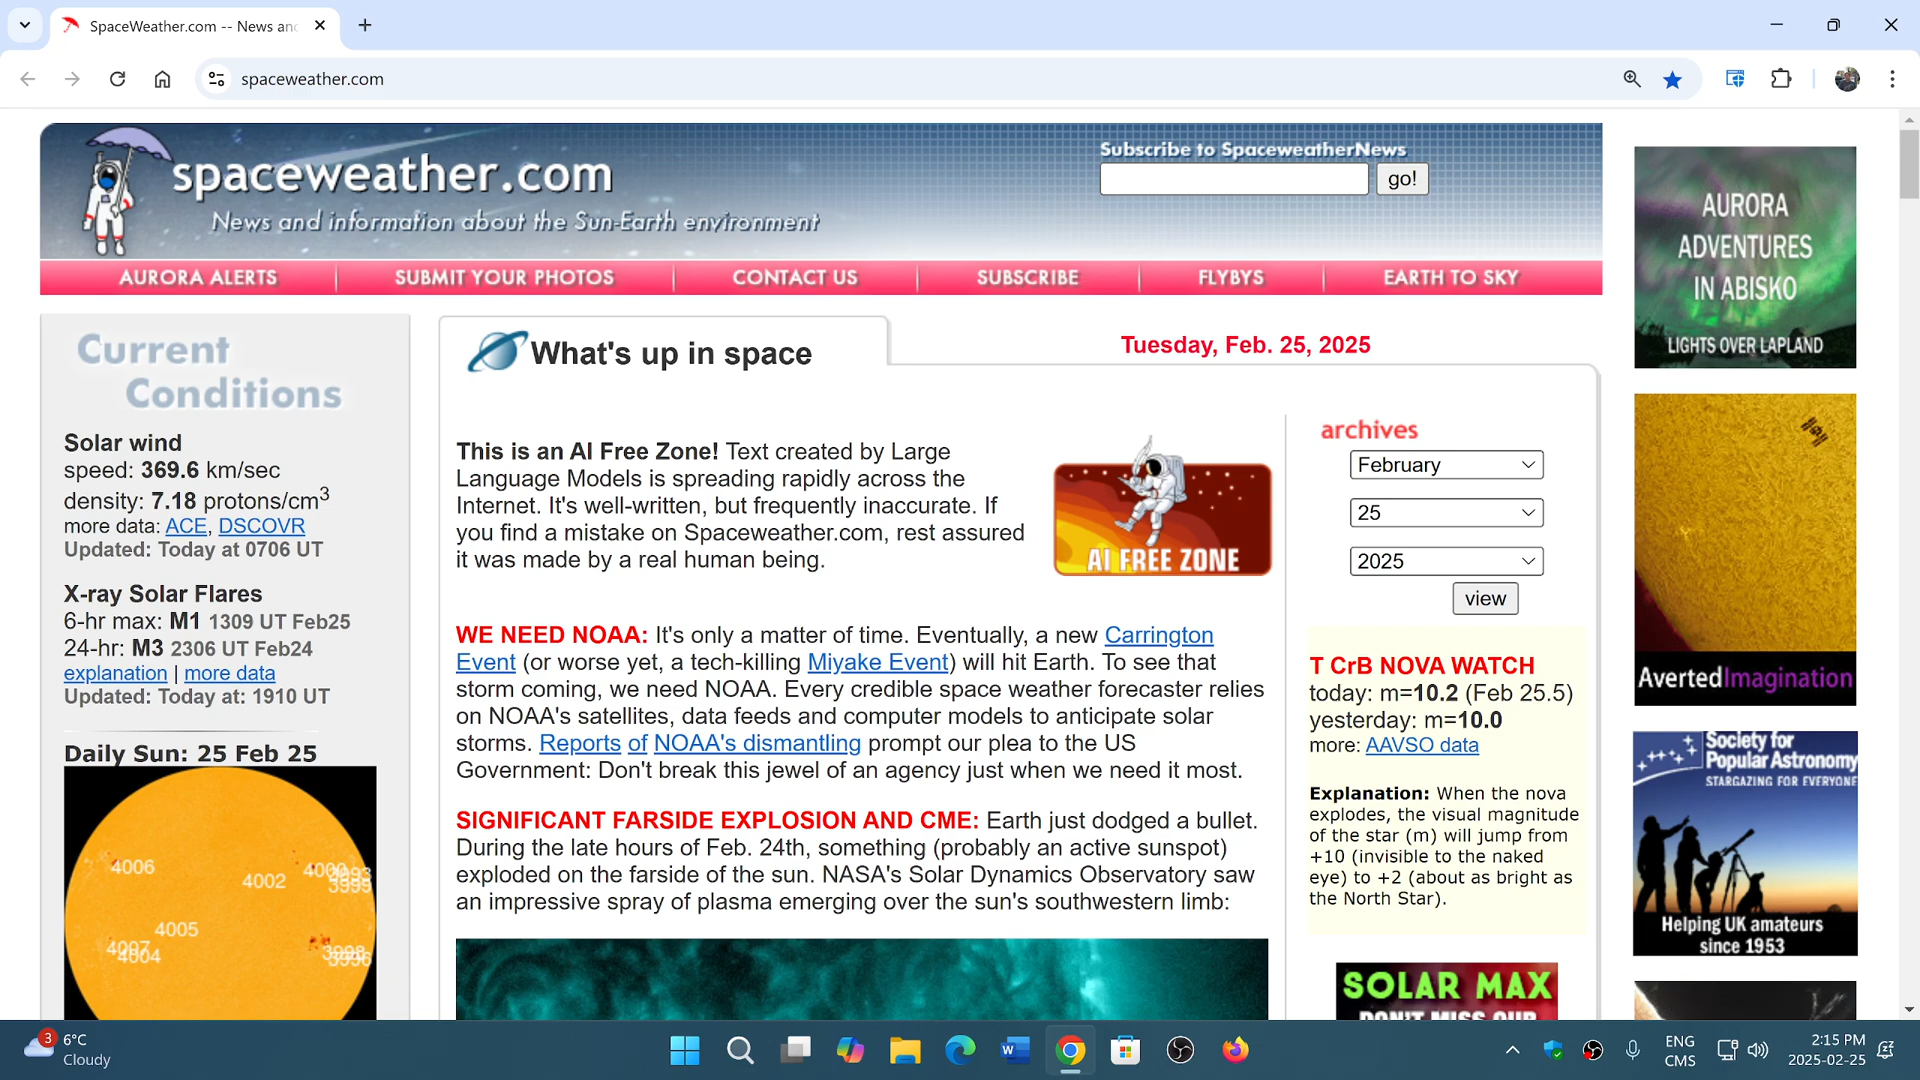 SpaceWeather.com -- News and
spaceweather.com
spaceweather.com
News and information about the Sun-Earth environment
Subscribe to SpaceweatherNews
go!
AURORA ALERTS
SUBMIT YOUR PHOTOS
CONTACT US
SUBSCRIBE
FLYBYS
EARTH TO SKY
Current
Conditions
Solar wind
speed: 369.6 km/sec
density: 7.18 protons/cm3
more data: ACE, DSCOVR
Updated: Today at 0706 UT
X-ray Solar Flares
6-hr max: M1 1309 UT Feb25
24-hr: M3 2306 UT Feb24
explanation | more data
Updated: Today at: 1910 UT
Daily Sun: 25 Feb 25
4006
4002
4005
4004
What's up in space
Tuesday, Feb. 25, 2025
This is an AI Free Zone! Text created by Large
Language Models is spreading rapidly across the
Internet. It's well-written, but frequently inaccurate. If
you find a mistake on Spaceweather.com, rest assured
it was made by a real human being.
AI FREE ZONE
WE NEED NOAA: It's only a matter of time. Eventually, a new Carrington
Event (or worse yet, a tech-killing Miyake Event) will hit Earth. To see that
storm coming, we need NOAA. Every credible space weather forecaster relies
on NOAA's satellites, data feeds and computer models to anticipate solar
storms. Reports of NOAA's dismantling prompt our plea to the US
Government: Don't break this jewel of an agency just when we need it most.
SIGNIFICANT FARSIDE EXPLOSION AND CME: Earth just dodged a bullet.
During the late hours of Feb. 24th, something (probably an active sunspot)
exploded on the farside of the sun. NASA's Solar Dynamics Observatory saw
an impressive spray of plasma emerging over the sun's southwestern limb:
archives
February
25
2025
view
T CrB NOVA WATCH
today: m=10.2 (Feb 25.5)
yesterday: m=10.0
more: AAVSO data
Explanation: When the nova
explodes, the visual magnitude
of the star (m) will jump from
+10 (invisible to the naked
eye) to +2 (about as bright as
the North Star).
SOLAR MAX
DON'T MISS OUR
AURORA
ADVENTURES
IN ABISKO
LIGHTS OVER LAPLAND
AvertedImagination
Society for
Popular Astronomy
STARGAZING FOR EVERYONE
Helping UK amateurs
since 1953
3
6°C
Cloudy
ENG
CMS
2:15 PM
2025-02-25